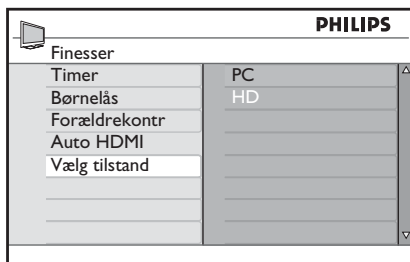 PHILIPS
Finesser
Timer PC
Børnelås HD
Forældrekontr
Auto HDMI
Vælg tilstand